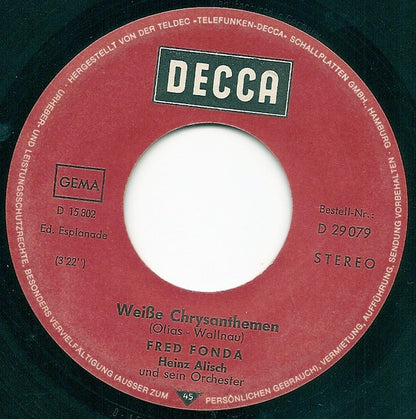 DECCA
GEMA
D 15 802
Ed. Esplanade
(3'22")
Bestell-Nr.:
D 29 079
STEREO
Weiße Chrysanthemen
(Olias - Wallnau)
FRED FONDA
Heinz Alisch
und sein Orchester
45
· HERGESTELLT VON DER TELDEC »TELEFUNKEN-DECCA« SCHALLPLATTEN GMBH., HAMBURG ·
URHEBER- UND LEISTUNGSSCHUTZRECHTE, BESONDERE VERVIELFÄLTIGUNG (AUSSER ZUM PERSÖNLICHEN GEBRAUCH), VERMIETUNG, AUFFÜHRUNG, SENDUNG VORBEHALTEN